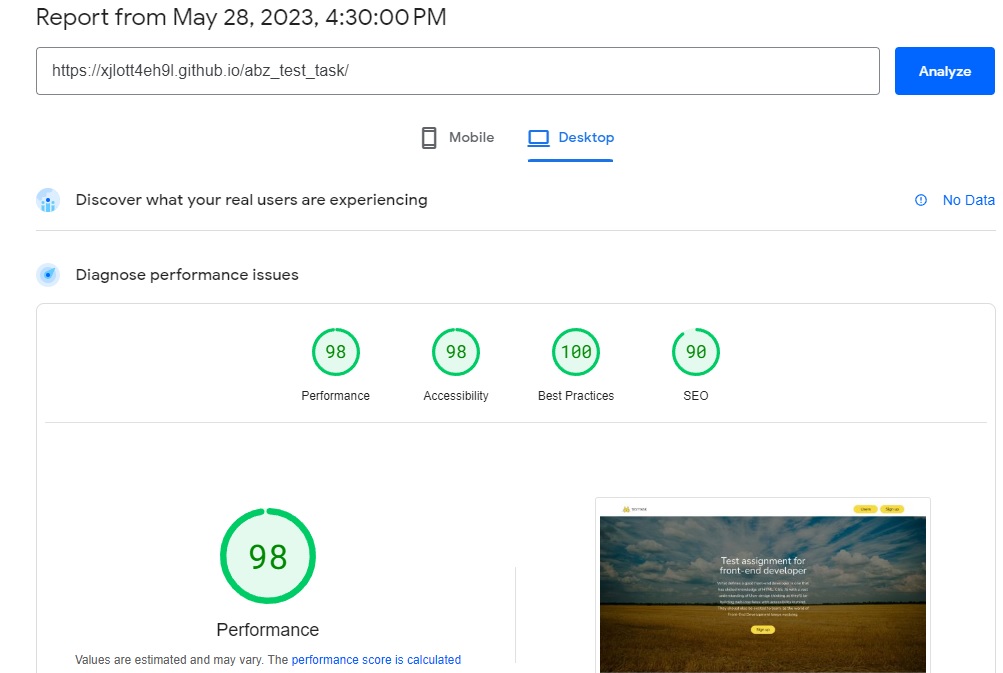 Report from May 28, 2023, 4:30:00 PM
https://xjlott4eh9l.github.io/abz_test_task/
Analyze
Mobile
Desktop
Discover what your real users are experiencing
No Data
Diagnose performance issues
98
98
100
90
Performance
Accessibility
Best Practices
SEO
98
Performance
Values are estimated and may vary. The performance score is calculated
Users
Sign up
Test assignment for
front-end developer
Sign up